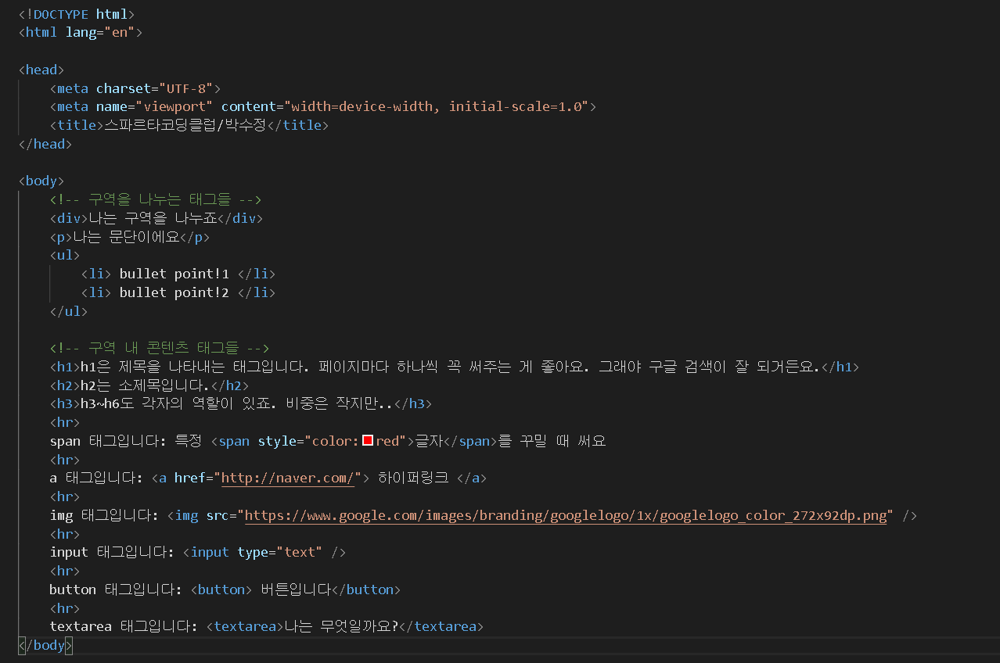 <!DOCTYPE html>
<html lang="en">
<head>
<meta charset="UTF-8">
<meta name="viewport" content="width=device-width, initial-scale=1.0">
<title>스파르타코딩클럽/박수정</title>
</head>
<body>
<!-- 구역을 나누는 태그들 -->
<div>나는 구역을 나누죠</div>
<p>나는 문단이에요</p>
<ul>
<li> bullet point!1 </li>
<li> bullet point!2 </li>
</ul>
<!-- 구역 내 콘텐츠 태그들 -->
<h1>h1은 제목을 나타내는 태그입니다. 페이지마다 하나씩 꼭 써주는 게 좋아요. 그래야 구글 검색이 잘 되거든요.</h1>
<h2>h2는 소제목입니다.</h2>
<h3>h3~h6도 각자의 역할이 있죠. 비중은 작지만..</h3>
<hr>
span 태그입니다: 특정 <span style="color:red">글자</span>를 꾸밀 때 써요
<hr>
a 태그입니다: <a href="http://naver.com/"> 하이퍼링크 </a>
<hr>
img 태그입니다: <img src="https://www.google.com/images/branding/googlelogo/1x/googlelogo_color_272x92dp.png" />
<hr>
input 태그입니다: <input type="text" />
<hr>
button 태그입니다: <button> 버튼입니다</button>
<hr>
textarea 태그입니다: <textarea>나는 무엇일까요?</textarea>
</body>